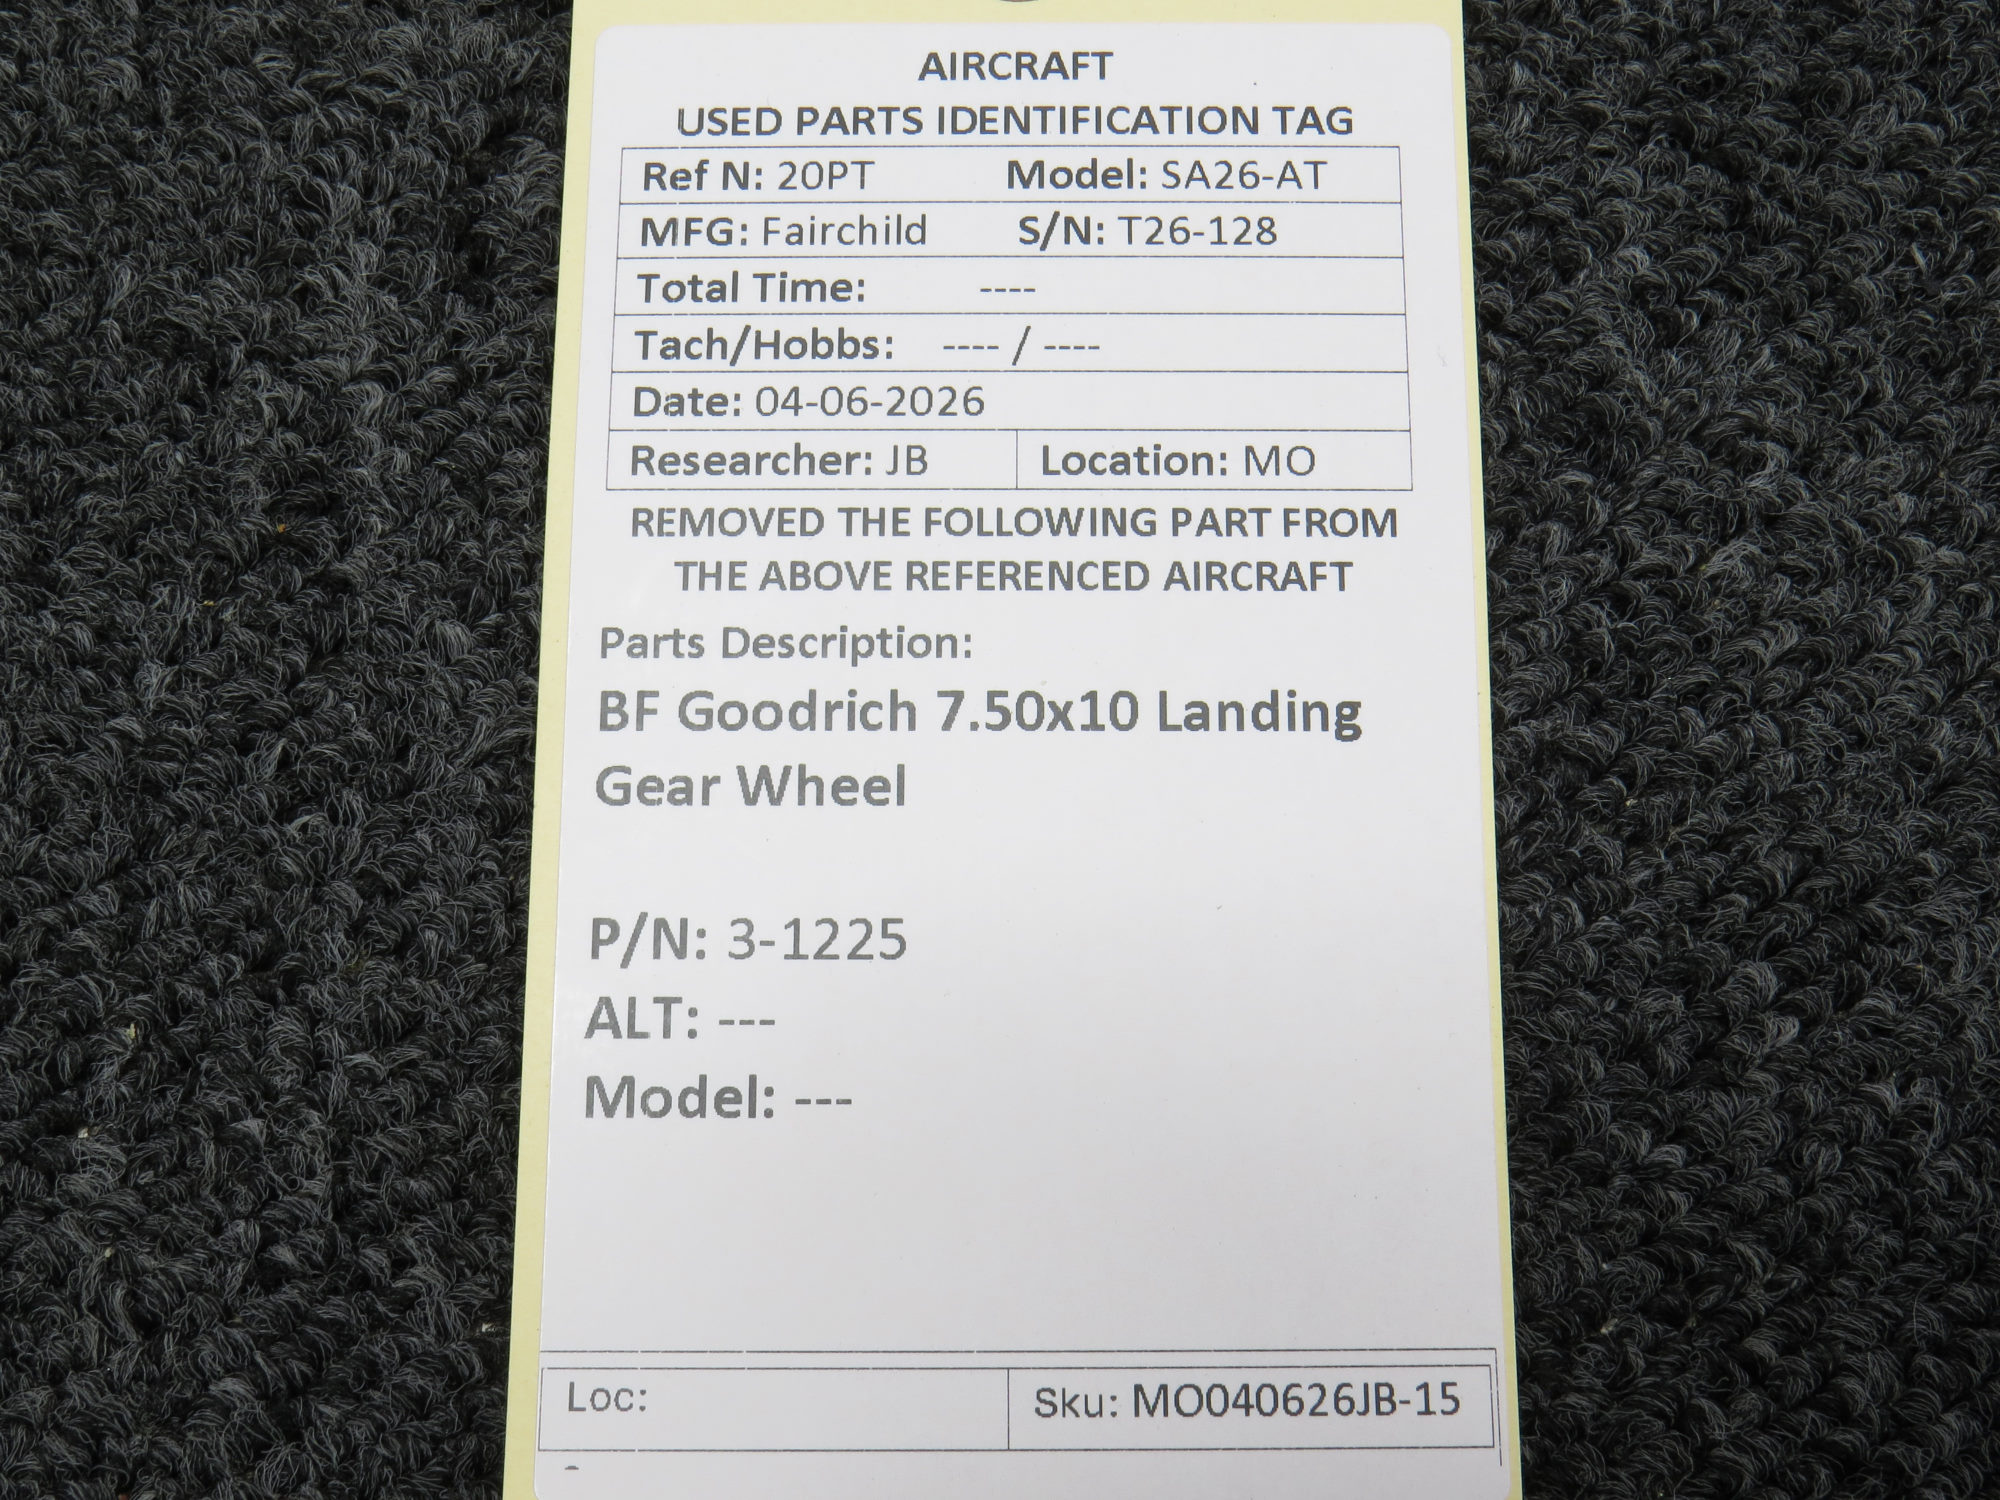 AIRCRAFT
USED PARTS IDENTIFICATION TAG
Ref N: 20PT Model: SA26-AT
MFG: Fairchild S/N: T26-128
Total Time: ----
Tach/Hobbs: ---- / ----
Date: 04-06-2026
Researcher: JB Location: MO
REMOVED THE FOLLOWING PART FROM
THE ABOVE REFERENCED AIRCRAFT
Parts Description:
BF Goodrich 7.50x10 Landing
Gear Wheel
P/N: 3-1225
ALT: ---
Model: ---
Loc: Sku: MO040626JB-15